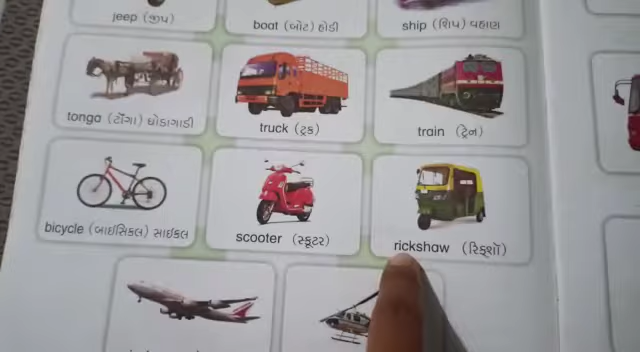 jeep (જીપ)
boat (બોટ) હોડી
ship (શિપ) વહાણ
tonga (ટૉંગા) ઘોડાગાડી
truck (ટ્રક)
train (ટ્રેન)
bicycle (બાઇસિકલ) સાઇકલ
scooter (સ્કૂટર)
rickshaw (રિક્શૉ)